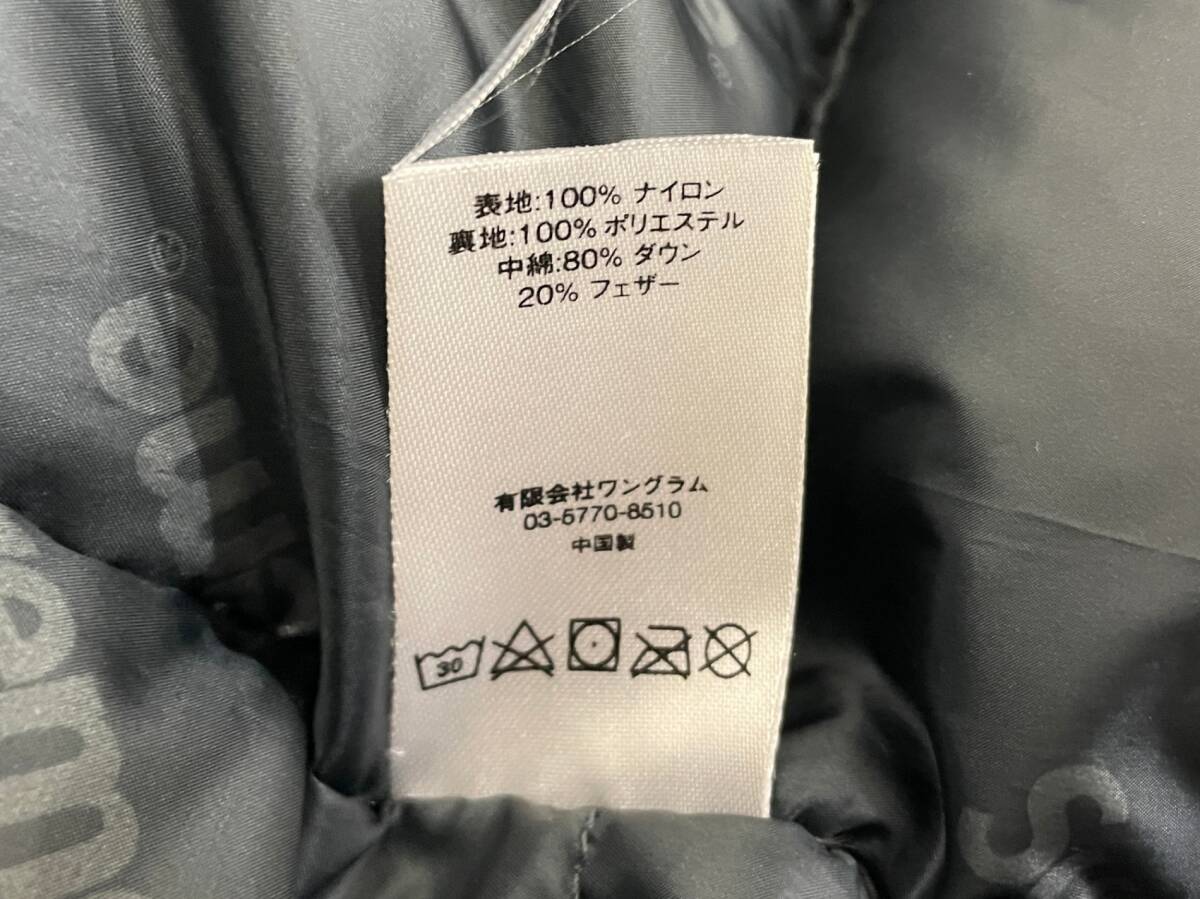 表地:100% ナイロン
裏地:100% ポリエステル
中綿:80% ダウン
20% フェザー
有限会社ワングラム
03-5770-8510
中国製
30